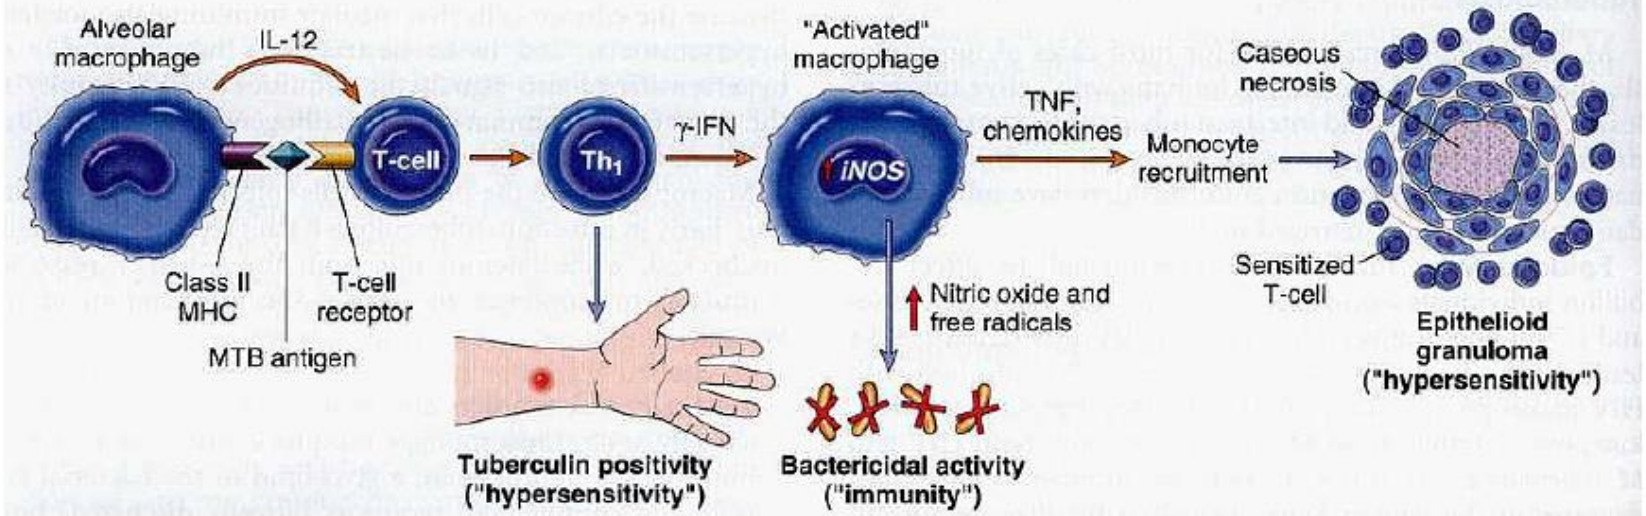 Alveolar
macrophage
IL-12
T-cell
Class II
MHC
T-cell
receptor
MTB antigen
Th1
γ-IFN
"Activated"
macrophage
iNOS
TNF,
chemokines
Monocyte
recruitment
Caseous
necrosis
Sensitized
T-cell
Epithelioid
granuloma
("hypersensitivity")
Nitric oxide and
free radicals
Tuberculin positivity
("hypersensitivity")
Bactericidal activity
("immunity")